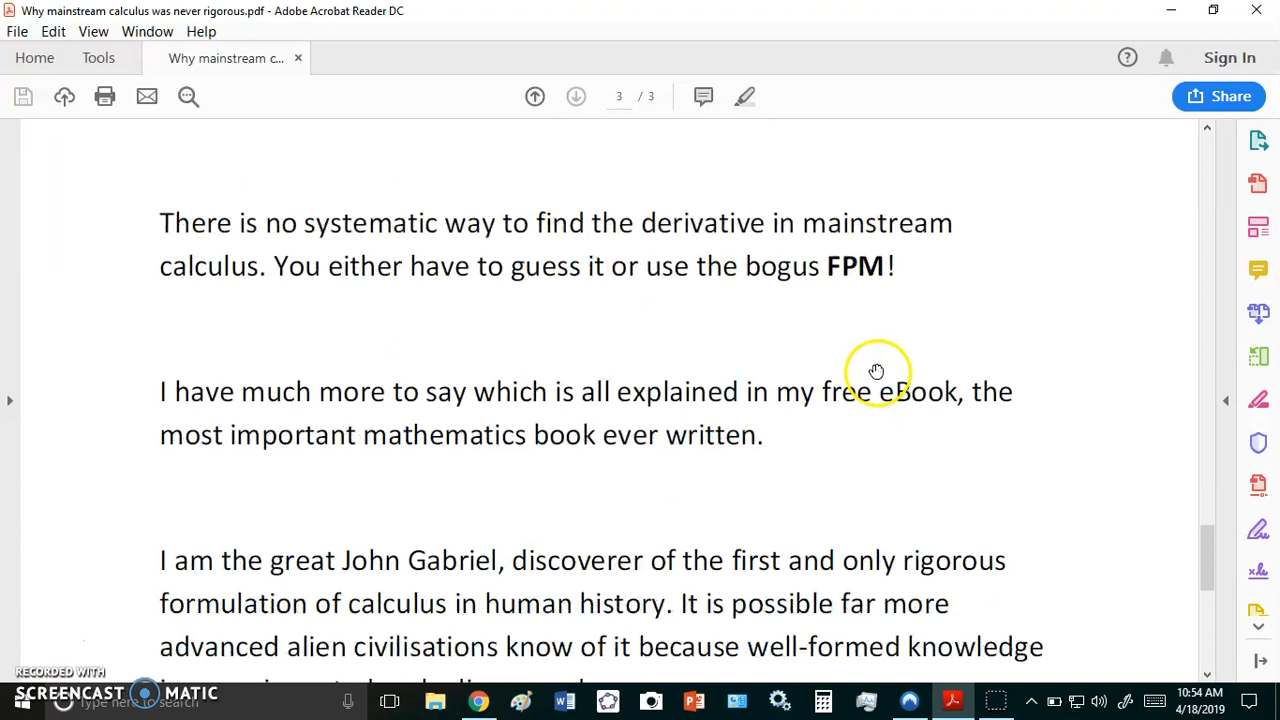 Why mainstream calculus was never rigorous.pdf - Adobe Acrobat Reader DC
File Edit View Window Help
Home Tools Why mainstream c... × Sign In
3 / 3 Share
There is no systematic way to find the derivative in mainstream
calculus. You either have to guess it or use the bogus FPM!
I have much more to say which is all explained in my free eBook, the
most important mathematics book ever written.
I am the great John Gabriel, discoverer of the first and only rigorous
formulation of calculus in human history. It is possible far more
advanced alien civilisations know of it because well-formed knowledge
RECORDED WITH
SCREENCAST MATIC
Type here to search
10:54 AM
4/18/2019